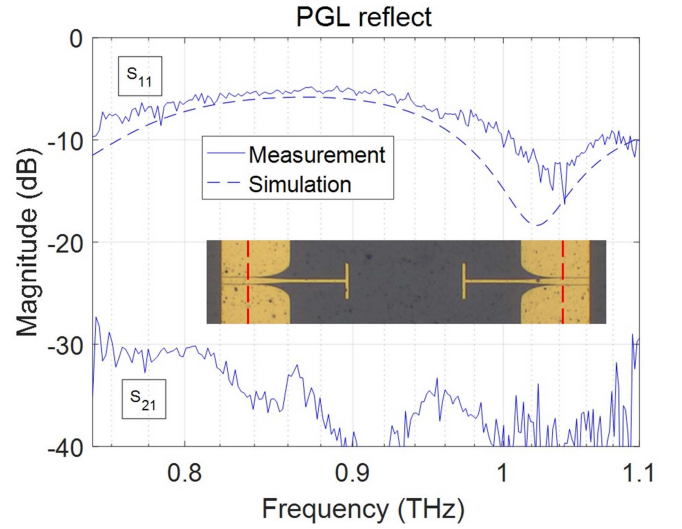 PGL reflect
0
-10
-20
-30
-40
Magnitude (dB)
S11
Measurement
Simulation
S21
0.8
0.9
1
1.1
Frequency (THz)